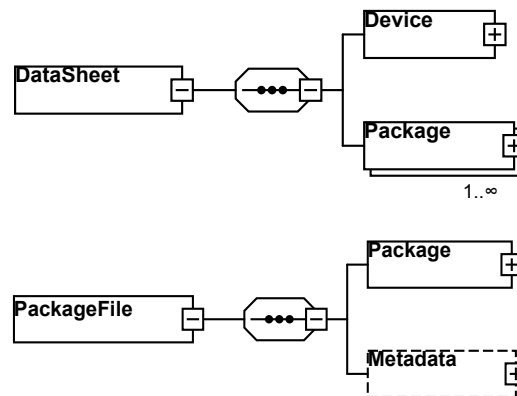 Device
DataSheet
Package
1..∞
Package
PackageFile
Metadata